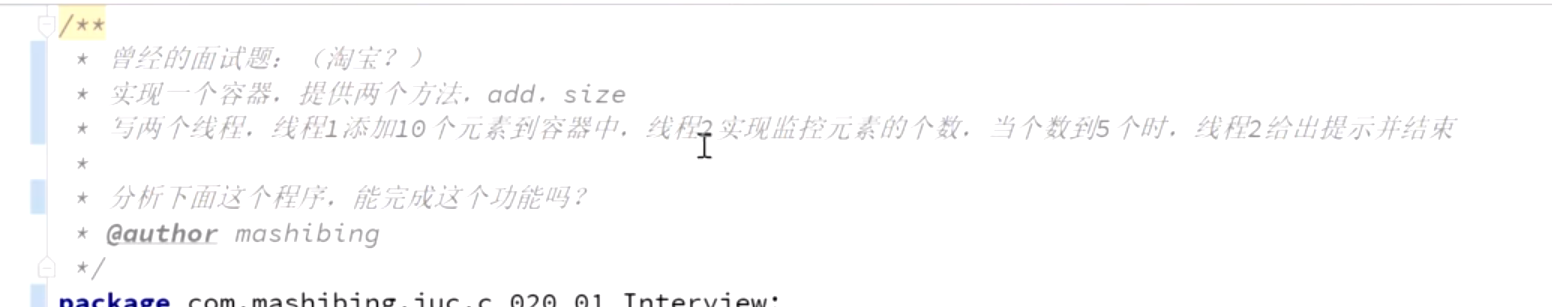 /**
* 曾经的面试题：（淘宝？）
* 实现一个容器，提供两个方法，add，size
* 写两个线程，线程1添加10个元素到容器中，线程2实现监控元素的个数，当个数到5个时，线程2给出提示并结束
*
* 分析下面这个程序，能完成这个功能吗？
* @author mashibing
*/
package com.mashibing.juc.c_020_01_Interview;